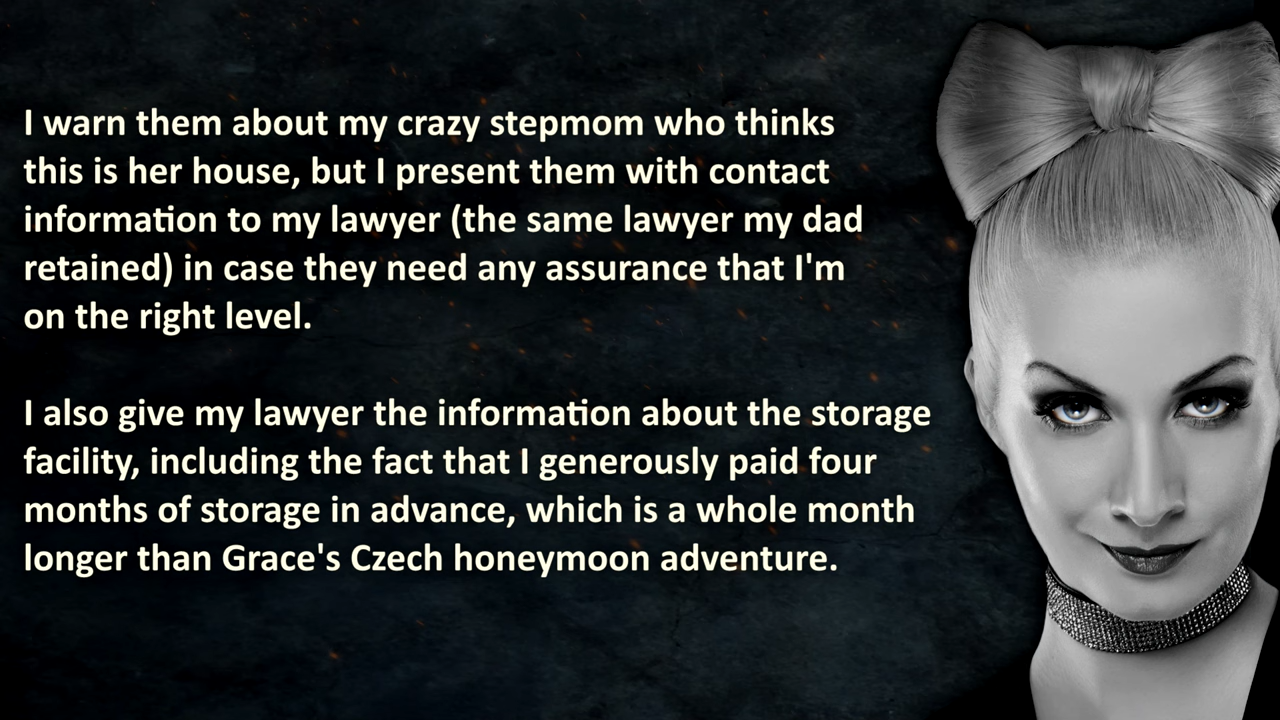 I warn them about my crazy stepmom who thinks
this is her house, but I present them with contact
information to my lawyer (the same lawyer my dad
retained) in case they need any assurance that I'm
on the right level.
I also give my lawyer the information about the storage
facility, including the fact that I generously paid four
months of storage in advance, which is a whole month
longer than Grace's Czech honeymoon adventure.